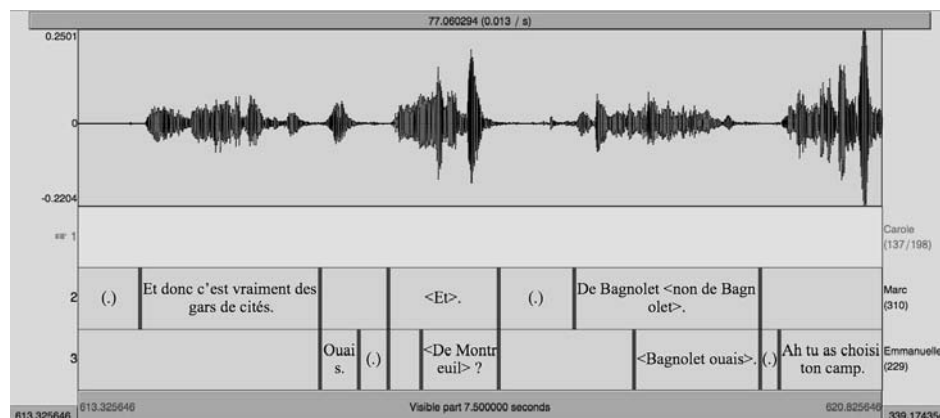 77.060294 (0.013 / s)
0.2501
0
-0.2204
1
Carole
(137/198)
2
(.)
Et donc c'est vraiment des
gars de cités.
<Et>.
(.)
De Bagnolet <non de Bagn
olet>.
Marc
(310)
3
Ouai
s.
(.)
<De Montr
euil> ?
<Bagnolet ouais>.
(.)
Ah tu as choisi
ton camp.
Emmanuelle
(229)
613.325646
613.325646
Visible part 7.500000 seconds
620.825646
339.174354